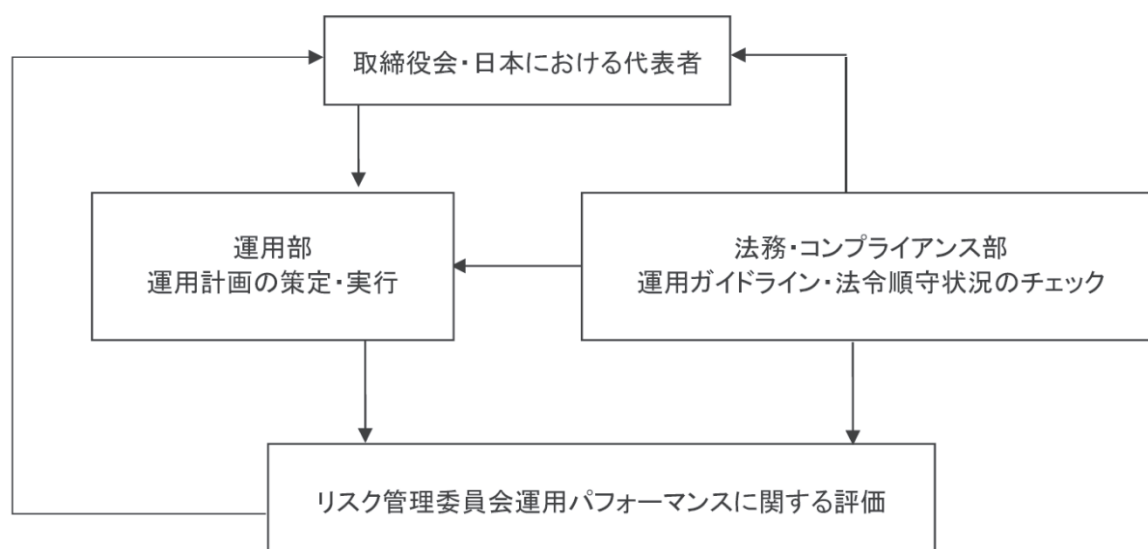 取締役会・日本における代表者
運用部
運用計画の策定・実行
法務・コンプライアンス部
運用ガイドライン・法令順守状況のチェック
リスク管理委員会運用パフォーマンスに関する評価